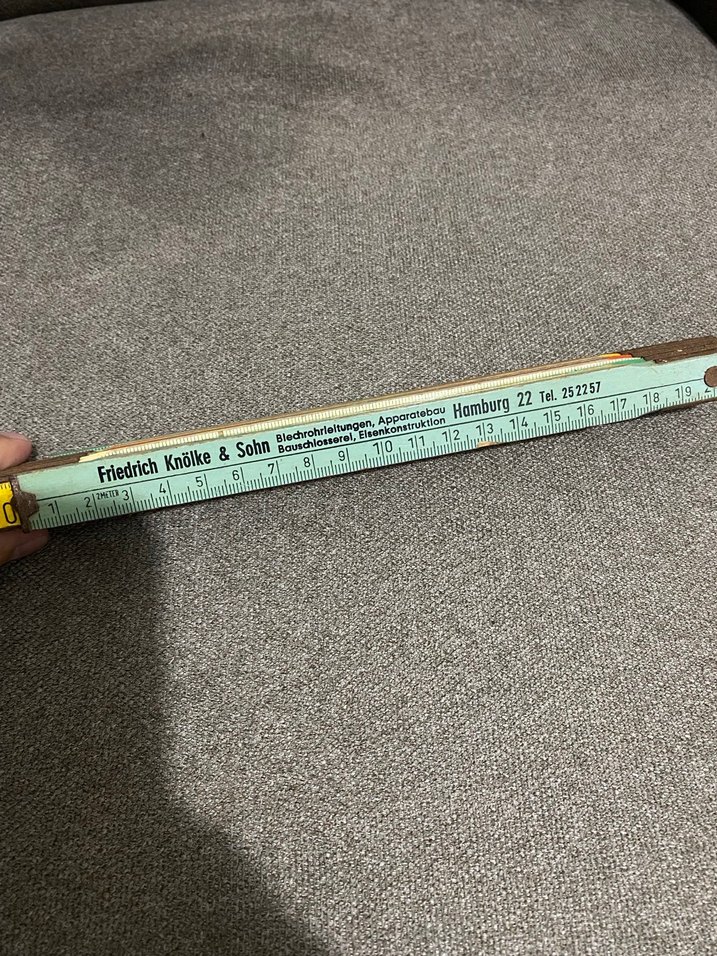 Friedrich Knölke & Sohn
Blechrohrleitungen, Apparatebau
Bauschlosserei, Eisenkonstruktion
Hamburg 22 Tel. 25 22 57
2METER
0 1 2 3 4 5 6 7 8 9 10 11 12 13 14 15 16 17 18 19